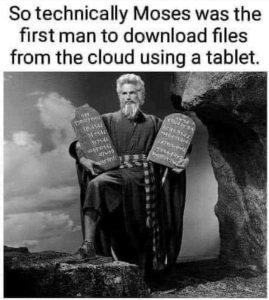 So technically Moses was the
first man to download files
from the cloud using a tablet.